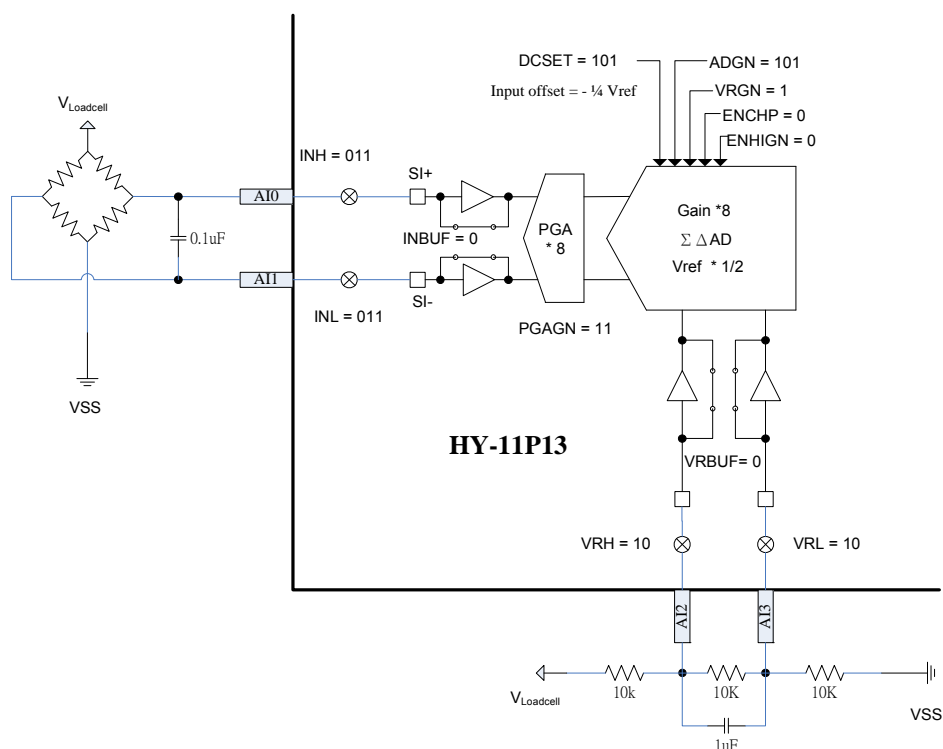 DCSET = 101
ADGN = 101
Input offset = - ¼ Vref
VRGN = 1
ENCHP = 0
ENHIGN = 0
VLoadcell
INH = 011
SI+
AI0
0.1uF
INBUF = 0
PGA
* 8
Gain *8
Σ Δ AD
Vref * 1/2
AI1
SI-
INL = 011
PGAGN = 11
VSS
HY-11P13
VRBUF= 0
VRH = 10
VRL = 10
AI2
AI3
VLoadcell
10k
10K
10K
VSS
1uF